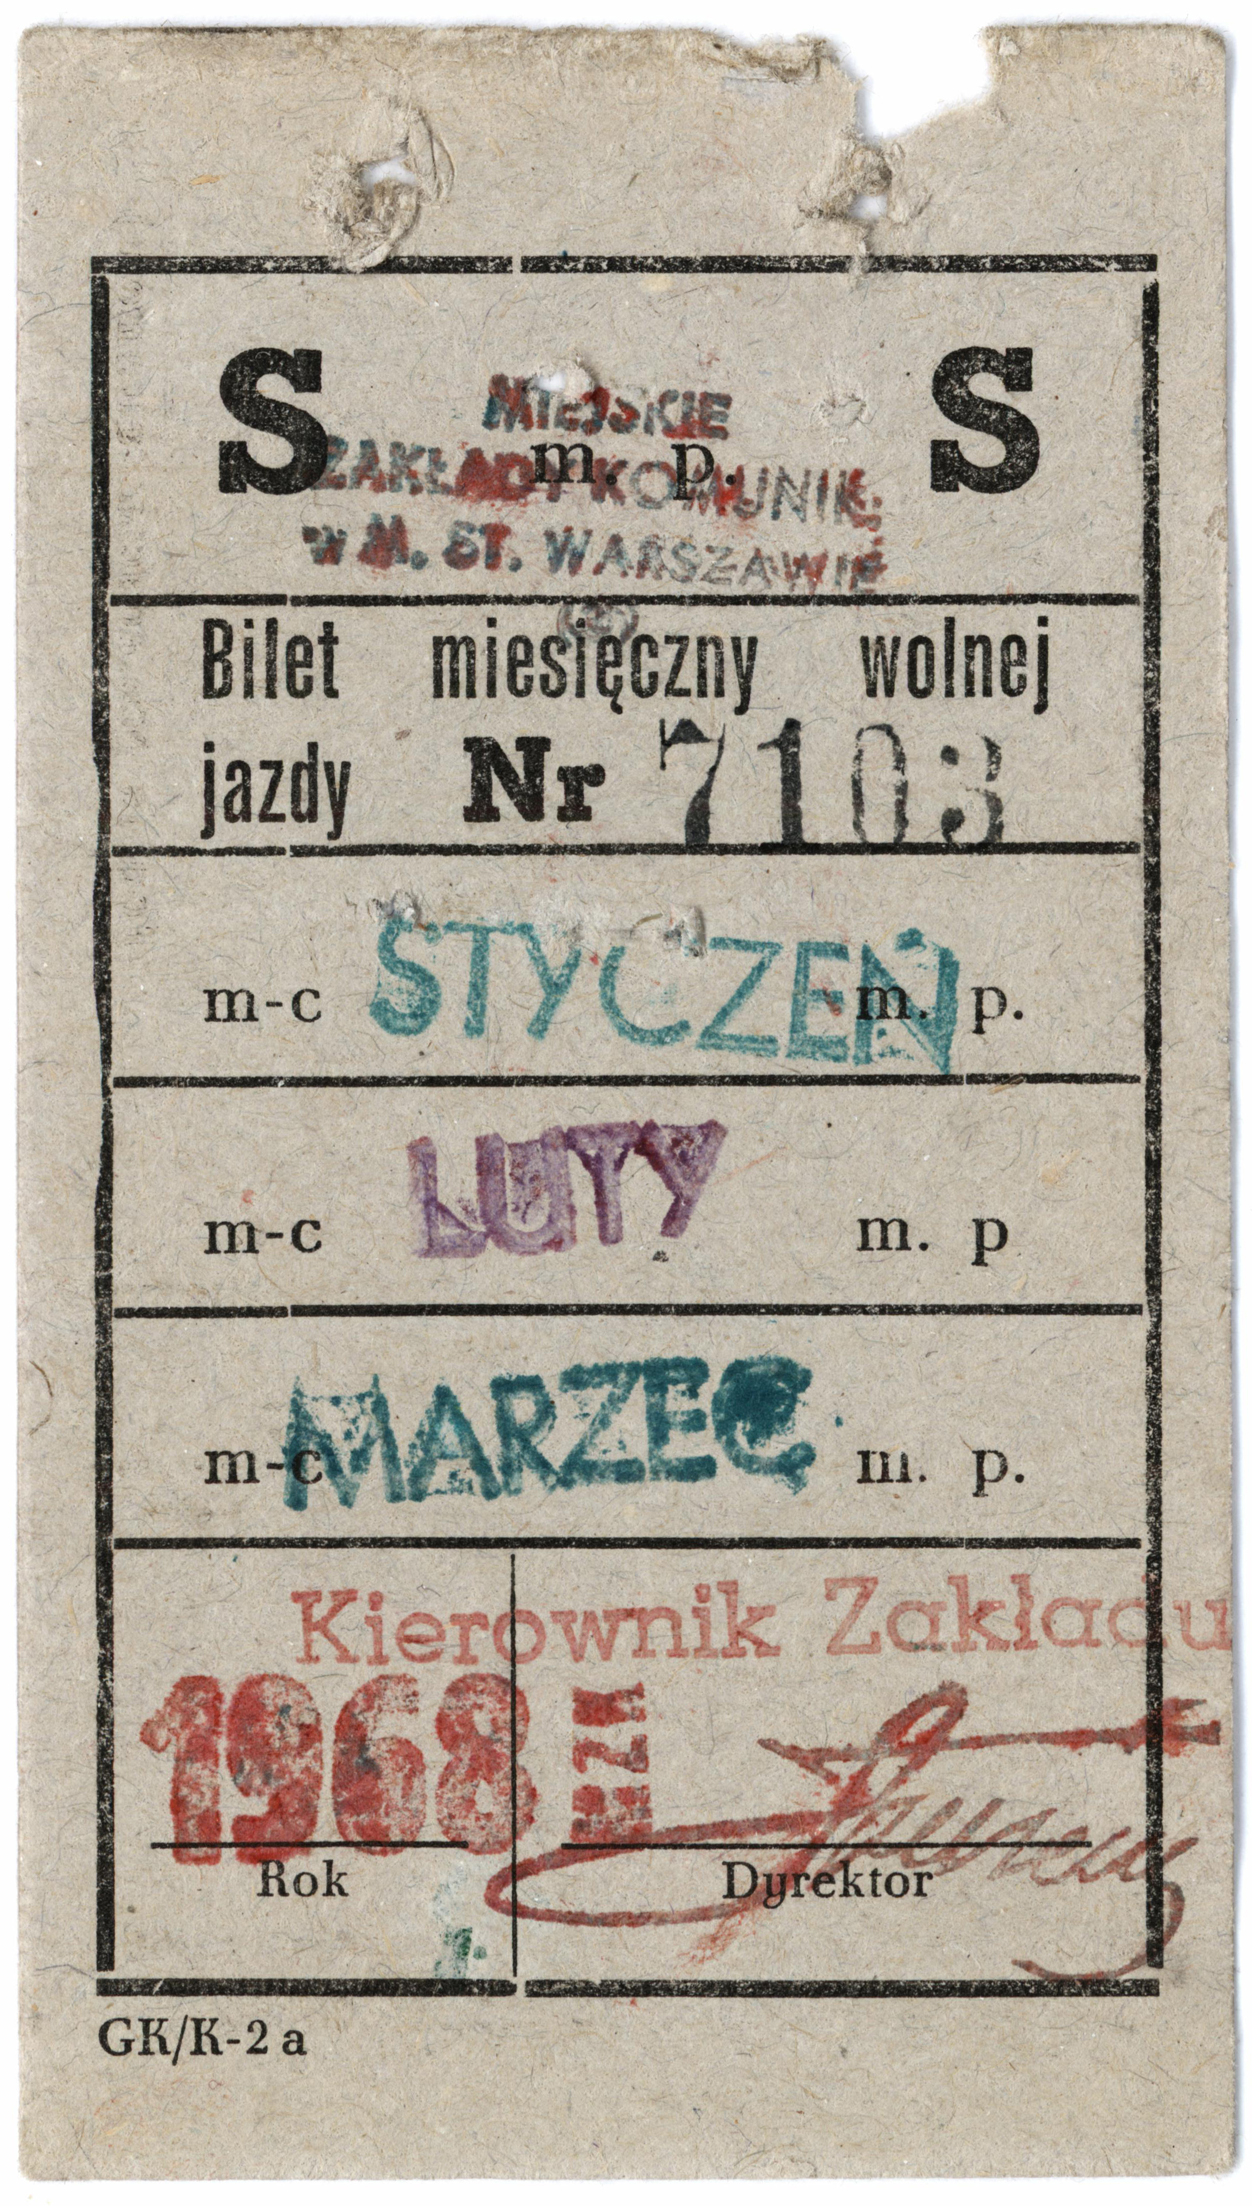 S m. p. S
MIEJSKIE
ZAKŁADY KOMUNIK.
W M. ST. WARSZAWIE
Bilet miesięczny wolnej
jazdy Nr 7103
m-c STYCZEŃ m. p.
m-c LUTY m. p
m-c MARZEC m. p.
Kierownik Zakładu
1968
Rok Dyrektor
GK/K-2 a